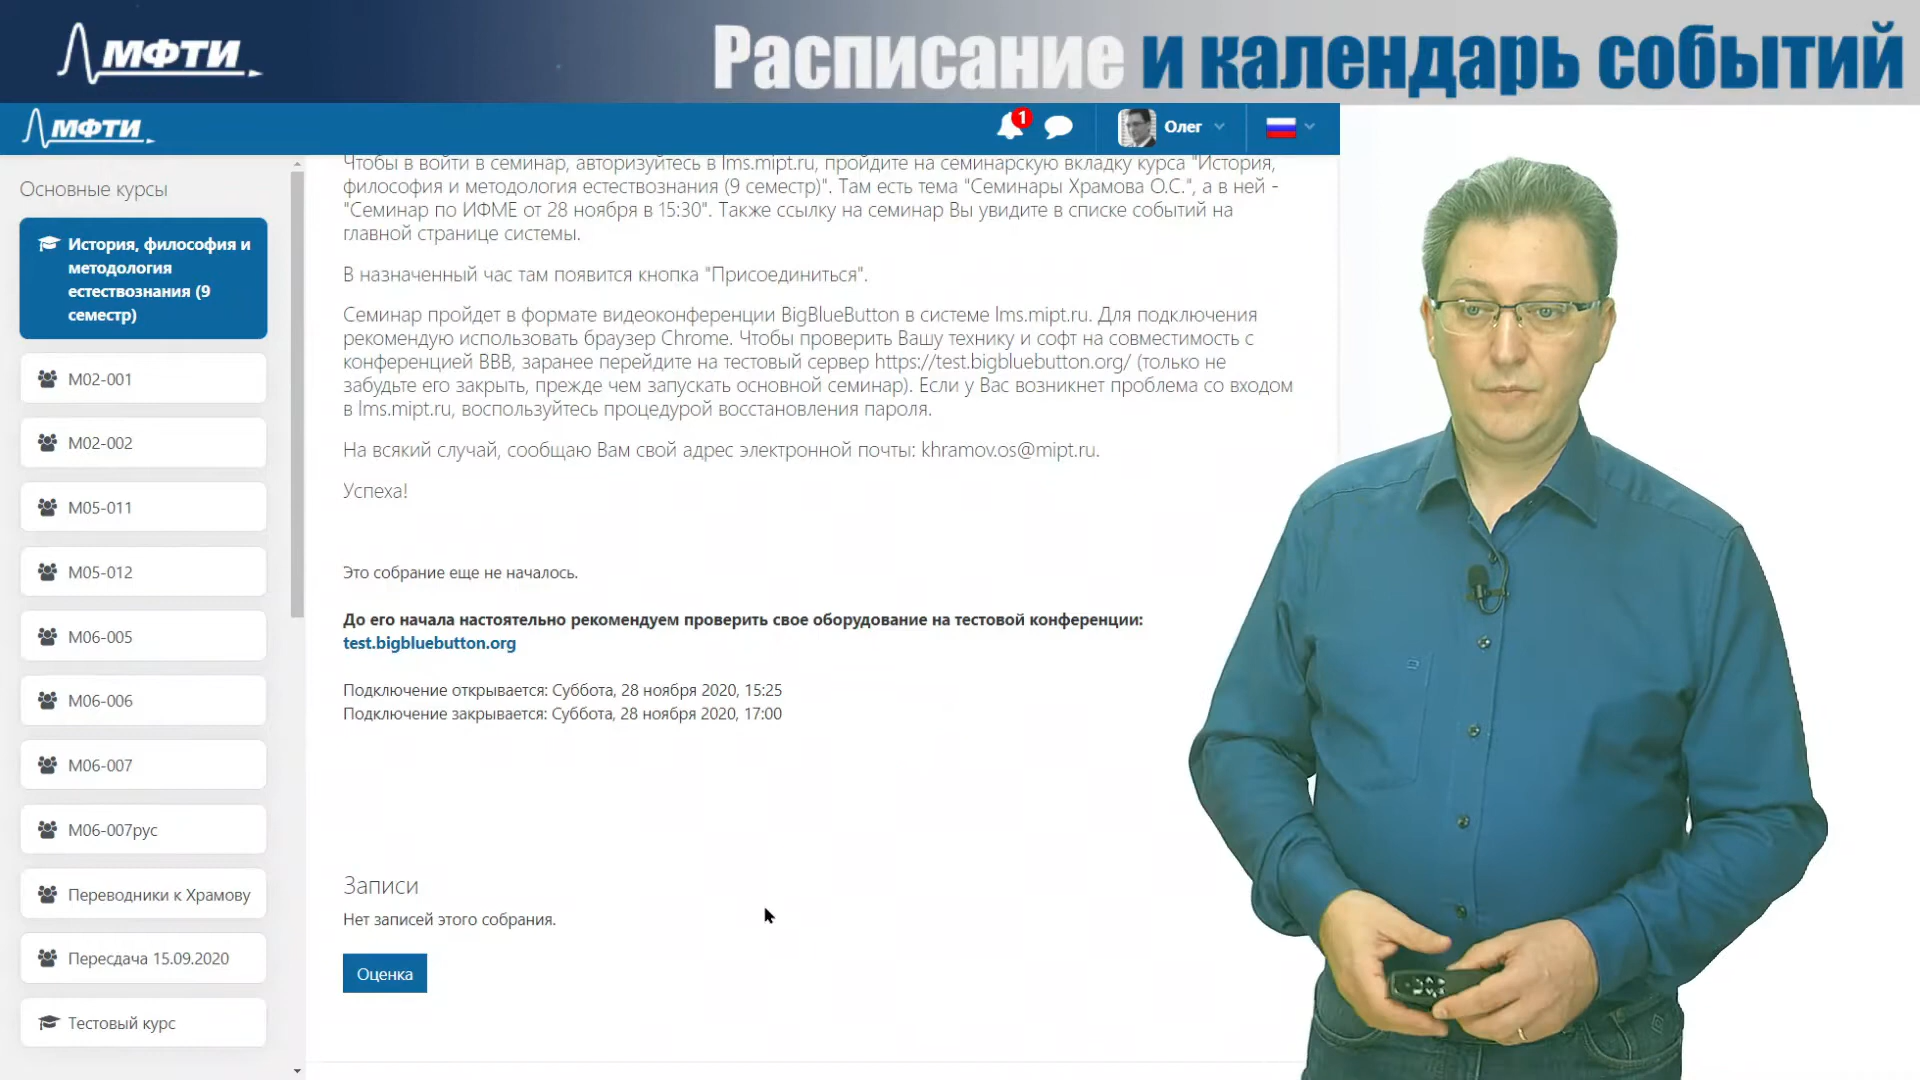 МФТИ
Расписание и календарь событий
МФТИ
1
Олег
Основные курсы
История, философия и
методология
естествознания (9
семестр)
М02-001
М02-002
М05-011
М05-012
М06-005
М06-006
М06-007
М06-007рус
Переводники к Храмову
Пересдача 15.09.2020
Тестовый курс
Чтобы в войти в семинар, авторизуйтесь в lms.mipt.ru, пройдите на семинарскую вкладку курса "История,
философия и методология естествознания (9 семестр)". Там есть тема "Семинары Храмова О.С.", а в ней -
"Семинар по ИФМЕ от 28 ноября в 15:30". Также ссылку на семинар Вы увидите в списке событий на
главной странице системы.
В назначенный час там появится кнопка "Присоединиться".
Семинар пройдет в формате видеоконференции BigBlueButton в системе lms.mipt.ru. Для подключения
рекомендую использовать браузер Chrome. Чтобы проверить Вашу технику и софт на совместимость с
конференцией BBB, заранее перейдите на тестовый сервер https://test.bigbluebutton.org/ (только не
забудьте его закрыть, прежде чем запускать основной семинар). Если у Вас возникнет проблема со входом
в lms.mipt.ru, воспользуйтесь процедурой восстановления пароля.
На всякий случай, сообщаю Вам свой адрес электронной почты: khramov.os@mipt.ru.
Успеха!
Это собрание еще не началось.
До его начала настоятельно рекомендуем проверить свое оборудование на тестовой конференции:
test.bigbluebutton.org
Подключение открывается: Суббота, 28 ноября 2020, 15:25
Подключение закрывается: Суббота, 28 ноября 2020, 17:00
Записи
Нет записей этого собрания.
Оценка